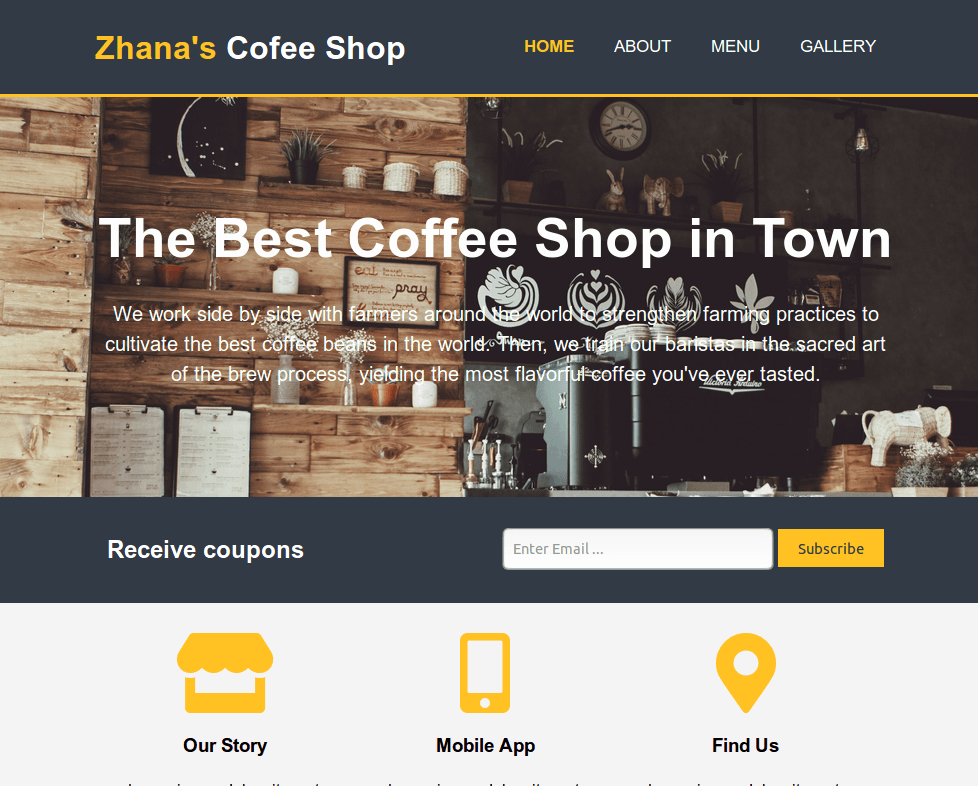 Zhana's Cofee Shop
HOME ABOUT MENU GALLERY
eat
pray
The Best Coffee Shop in Town
We work side by side with farmers around the world to strengthen farming practices to
cultivate the best coffee beans in the world. Then, we train our baristas in the sacred art
of the brew process, yielding the most flavorful coffee you've ever tasted.
Victoria Arduino
Receive coupons
Enter Email ...
Subscribe
Our Story
Mobile App
Find Us